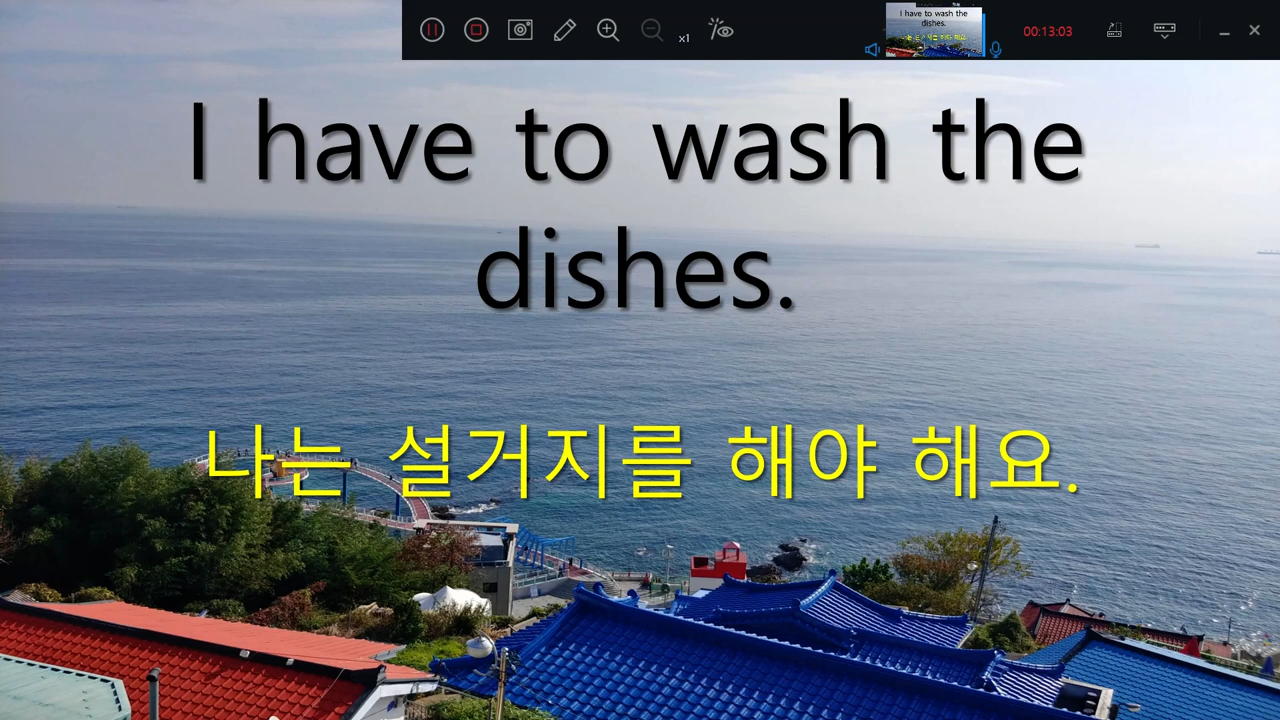 x1
I have to wash the
dishes.
00:13:03
I have to wash the
dishes.
나는 설거지를 해야 해요.